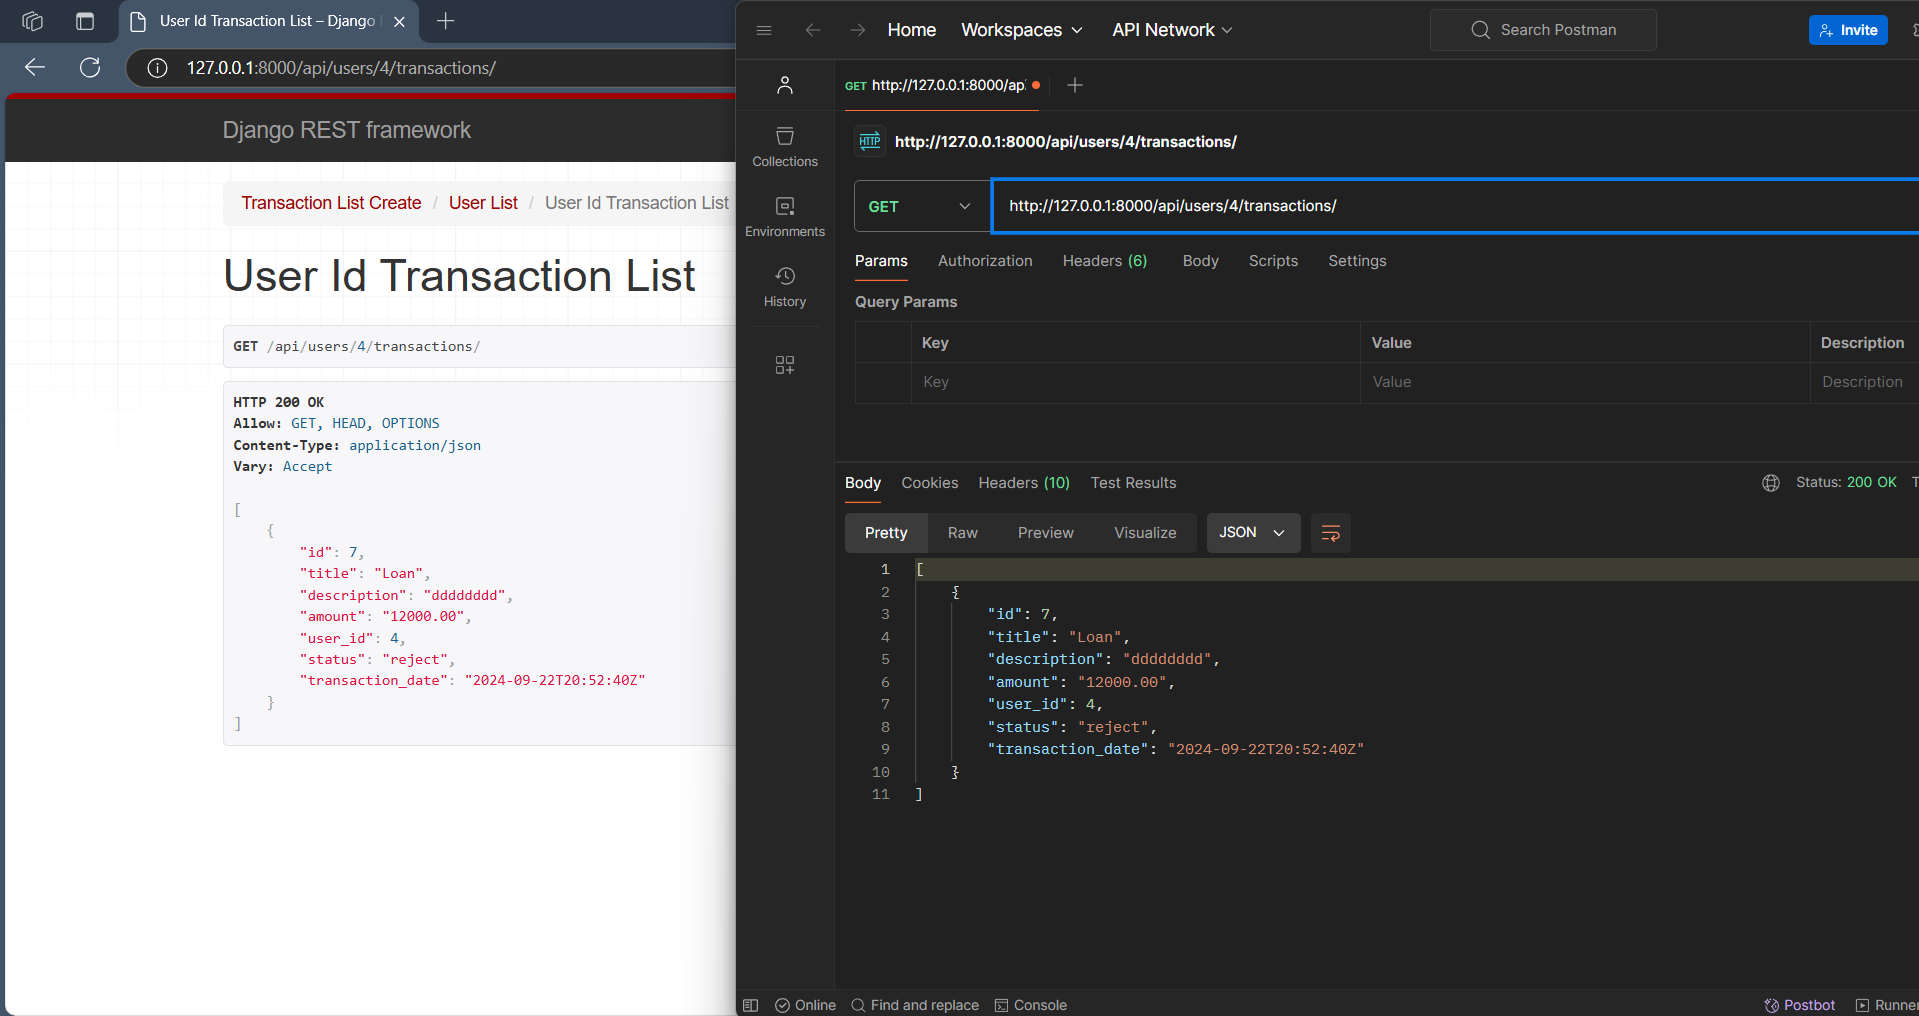 User Id Transaction List – Django
127.0.0.1:8000/api/users/4/transactions/
Django REST framework
Transaction List Create / User List / User Id Transaction List
User Id Transaction List
GET /api/users/4/transactions/
HTTP 200 OK
Allow: GET, HEAD, OPTIONS
Content-Type: application/json
Vary: Accept
[
{
"id": 7,
"title": "Loan",
"description": "dddddddd",
"amount": "12000.00",
"user_id": 4,
"status": "reject",
"transaction_date": "2024-09-22T20:52:40Z"
}
]
Home Workspaces API Network Search Postman Invite
GET http://127.0.0.1:8000/ap
Collections
Environments
History
HTTP http://127.0.0.1:8000/api/users/4/transactions/
GET http://127.0.0.1:8000/api/users/4/transactions/
Params Authorization Headers (6) Body Scripts Settings
Query Params
Key Value Description
Key Value Description
Body Cookies Headers (10) Test Results Status: 200 OK
Pretty Raw Preview Visualize JSON
1 [
2 {
3 "id": 7,
4 "title": "Loan",
5 "description": "dddddddd",
6 "amount": "12000.00",
7 "user_id": 4,
8 "status": "reject",
9 "transaction_date": "2024-09-22T20:52:40Z"
10 }
11 ]
Online Find and replace Console Postbot Runner